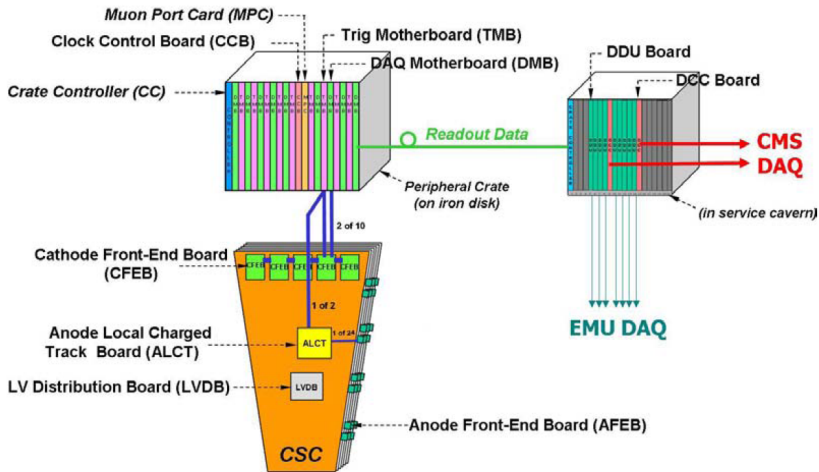 Muon Port Card (MPC)
Clock Control Board (CCB)
Trig Motherboard (TMB)
DAQ Motherboard (DMB)
Crate Controller (CC)
DDU Board
DCC Board
CONTROLLER
Readout Data
CMS
DAQ
Peripheral Crate
(on iron disk)
(in service cavern)
2 of 10
Cathode Front-End Board
(CFEB)
CFEB CFEB CFEB CFEB CFEB
1 of 2
1 of 24
Anode Local Charged
Track Board (ALCT)
ALCT
EMU DAQ
LV Distribution Board (LVDB)
LVDB
Anode Front-End Board (AFEB)
CSC